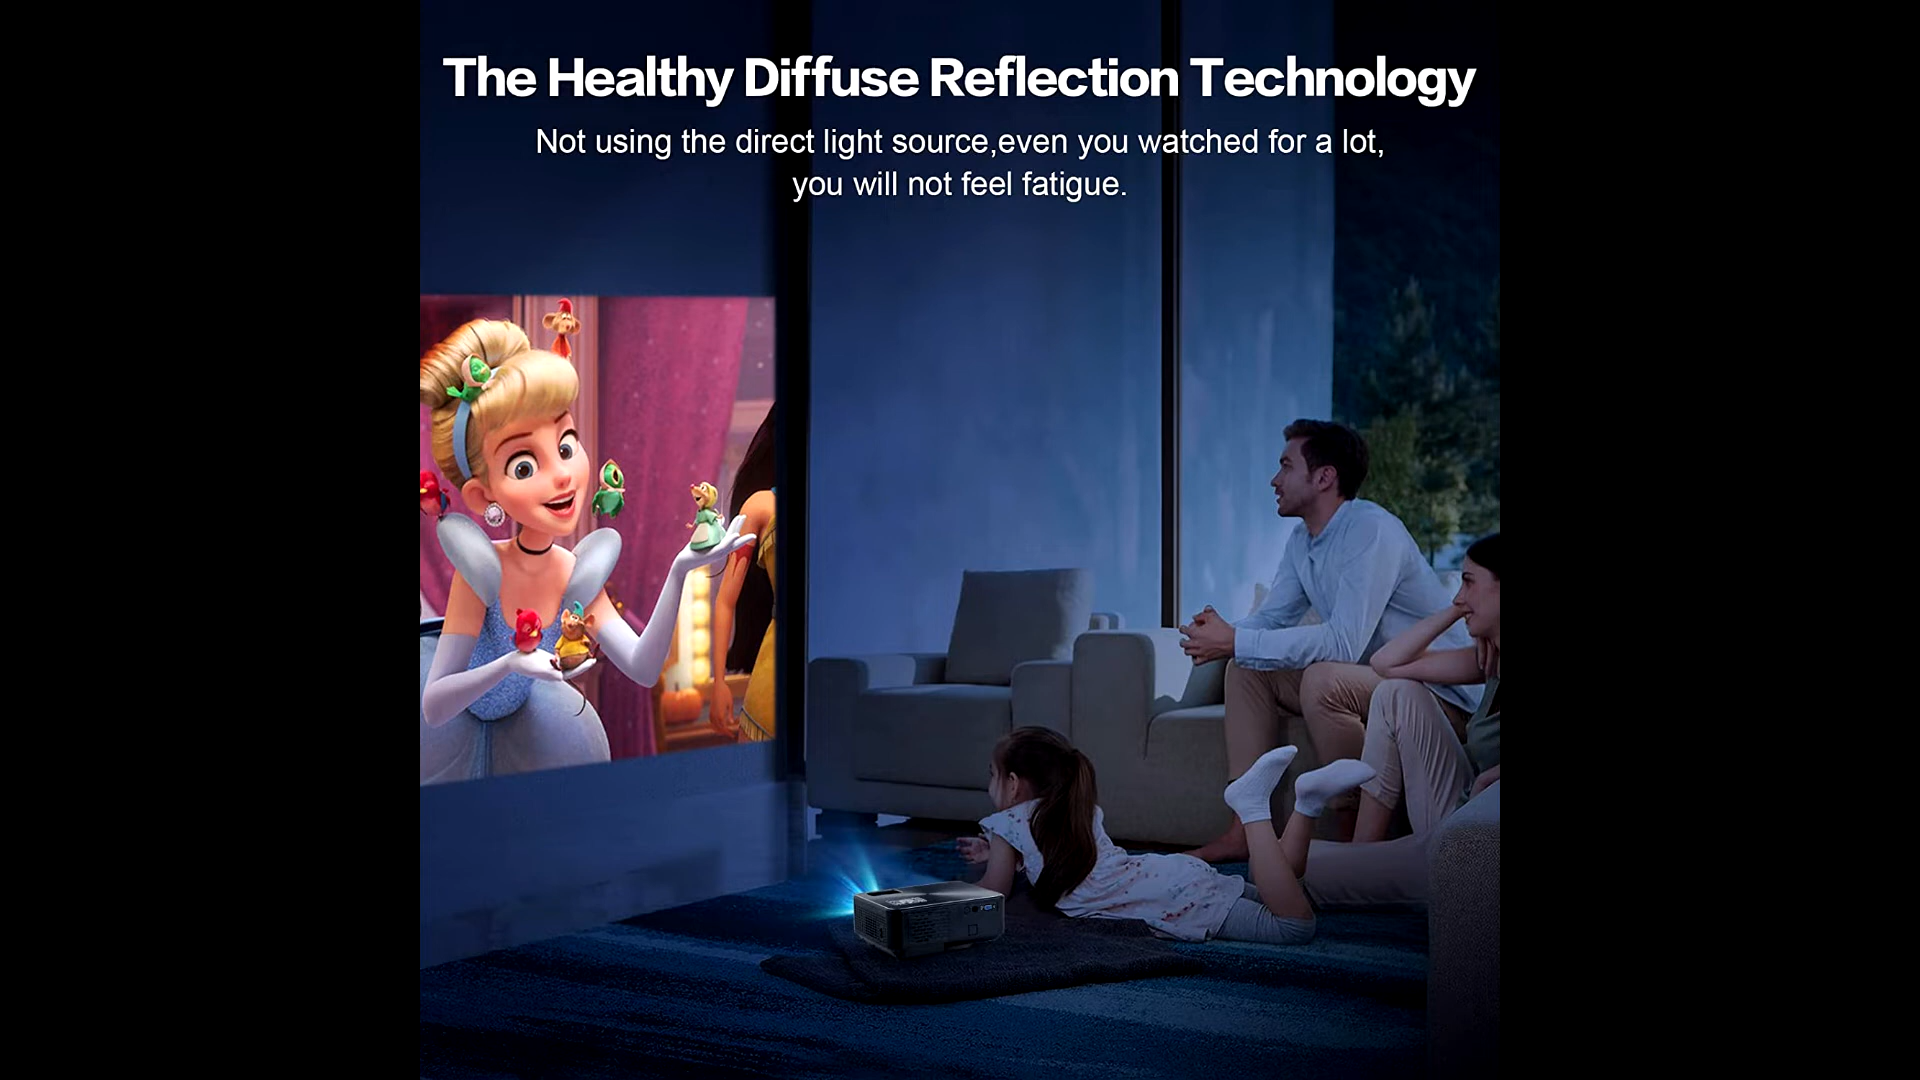 The Healthy Diffuse Reflection Technology
Not using the direct light source,even you watched for a lot,
you will not feel fatigue.